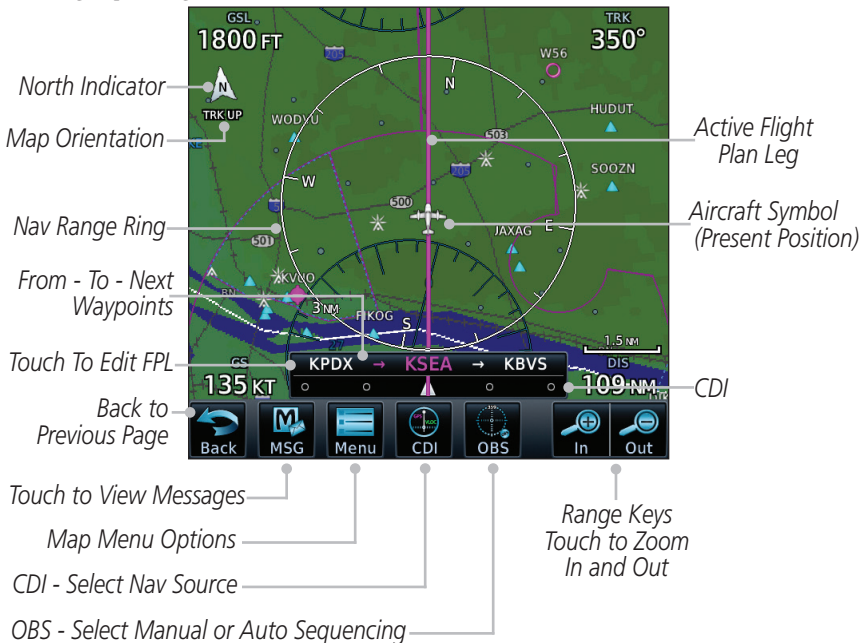 GSL
1800 FT
TRK
350°
205
W56
North Indicator
N
N
TRK UP
HUDUT
WODVU
Map Orientation
503
Active Flight
Plan Leg
205
SOOZN
W
500
Aircraft Symbol
(Present Position)
Nav Range Ring
JAXAG
E
501
From - To - Next
Waypoints
KVUO
3 NM
FIKOG
S
1.5 NM
Touch To Edit FPL
KPDX → KSEA → KBVS
GS
135 KT
DIS
109 NM
CDI
Back to
Previous Page
Back
MSG
Menu
CDI
OBS
In
Out
Touch to View Messages
Range Keys
Touch to Zoom
In and Out
Map Menu Options
CDI - Select Nav Source
OBS - Select Manual or Auto Sequencing